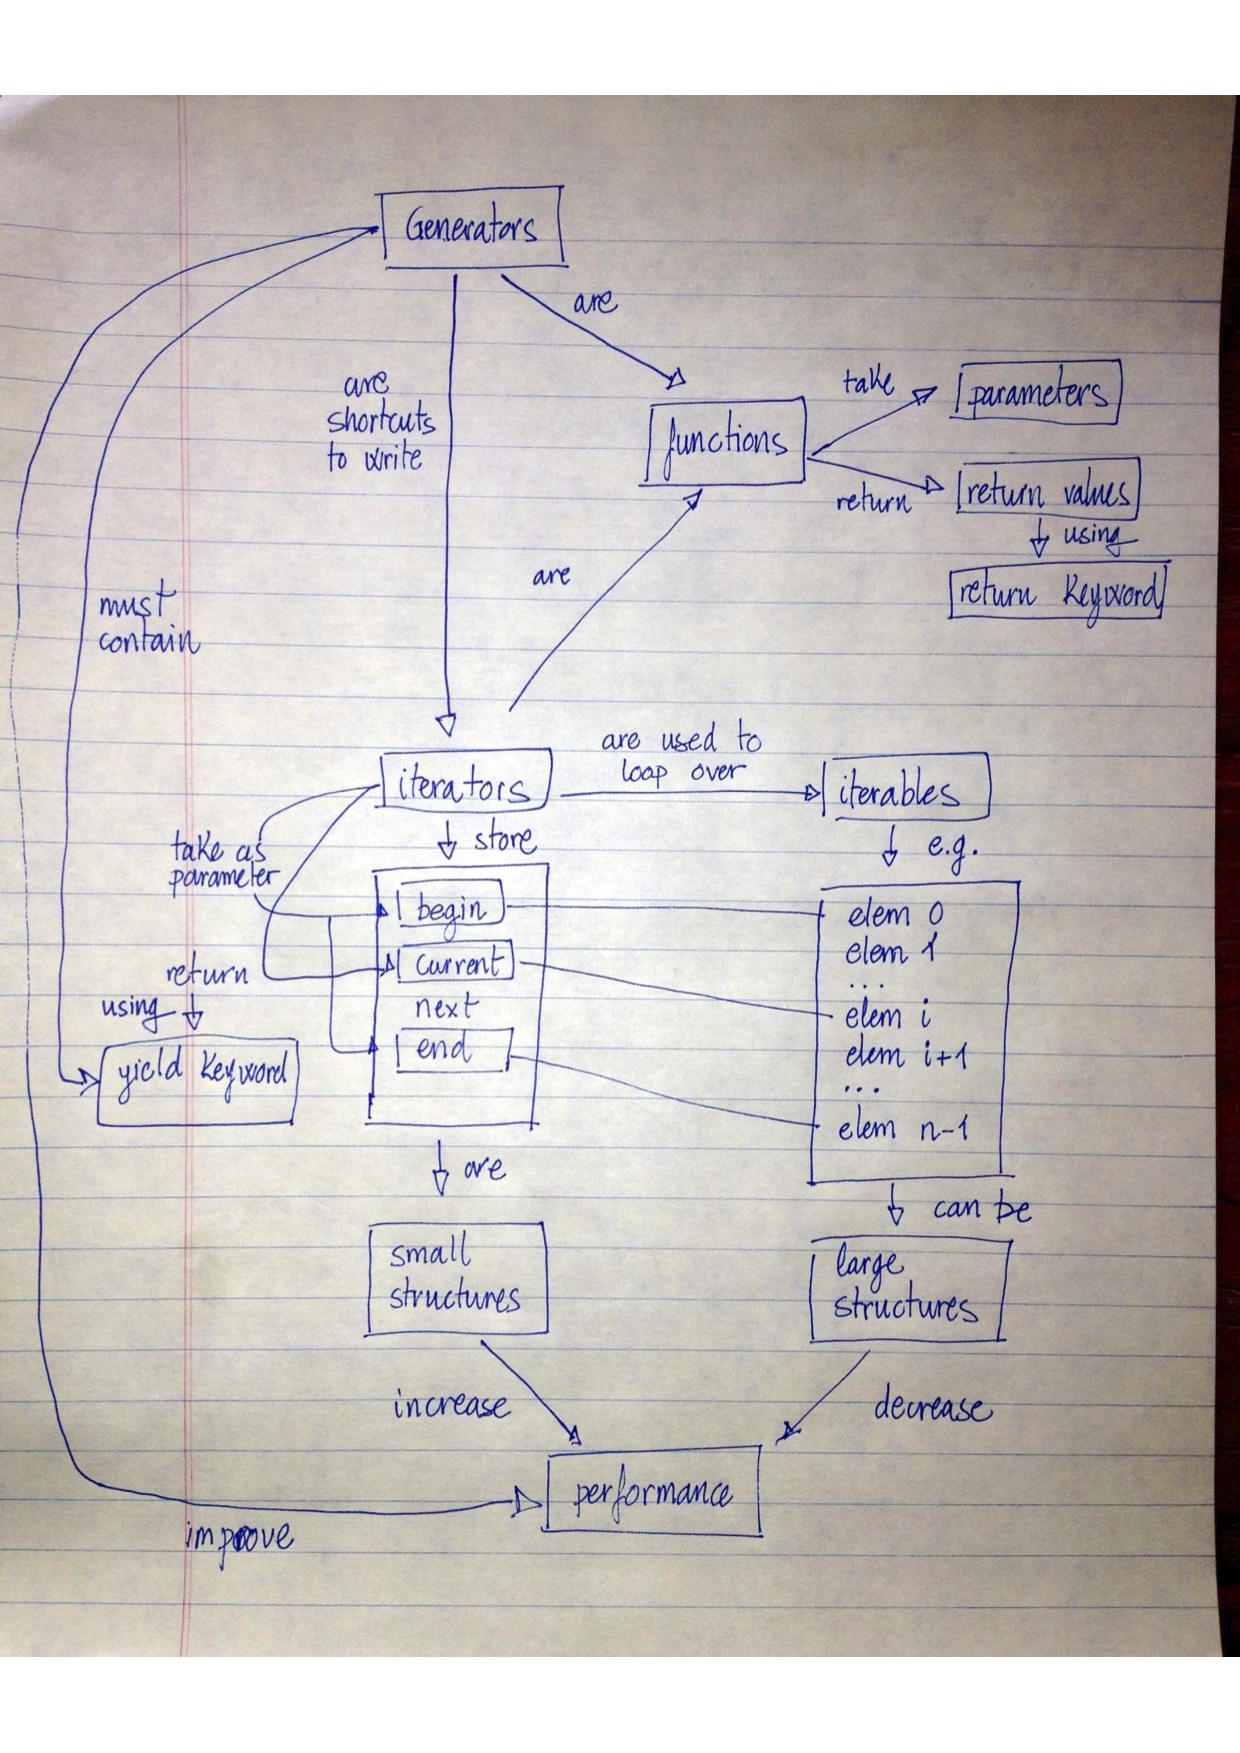 Generators
are
are
shortcuts
to write
take
parameters
functions
return
return values
using
return keyword
are
must
contain
are used to
loop over
iterators
iterables
store
e.g.
take as
parameter
begin
current
next
end
elem 0
elem 1
...
elem i
elem i+1
...
elem n-1
return
using
yield keyword
are
can be
small
structures
large
structures
increase
decrease
performance
improve